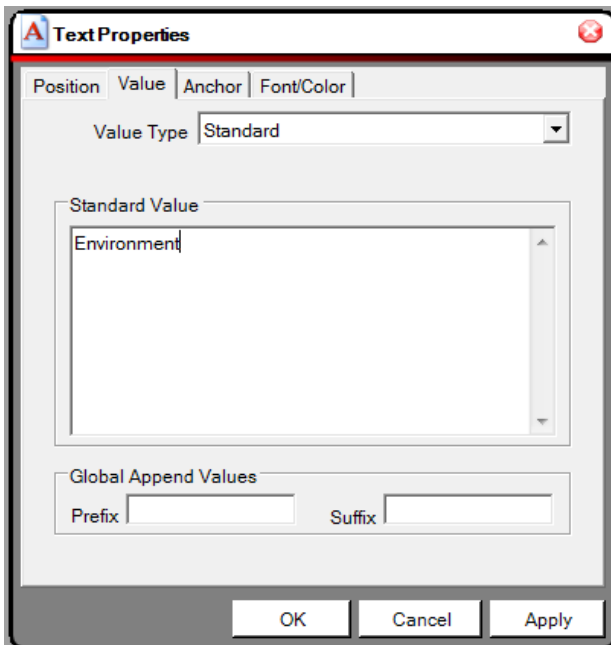 Text Properties
Position Value Anchor Font/Color
Value Type Standard
Standard Value
Environment
Global Append Values
Prefix Suffix
OK Cancel Apply